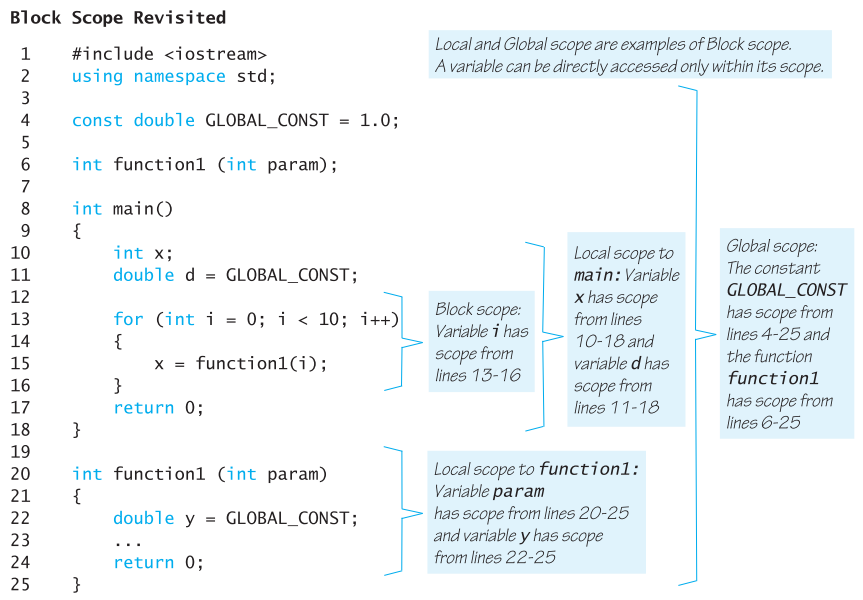 Block Scope Revisited
1 #include <iostream>
2 using namespace std;
3
4 const double GLOBAL_CONST = 1.0;
5
6 int function1 (int param);
7
8 int main()
9 {
10 int x;
11 double d = GLOBAL_CONST;
12
13 for (int i = 0; i < 10; i++)
14 {
15 x = function1(i);
16 }
17 return 0;
18 }
19
20 int function1 (int param)
21 {
22 double y = GLOBAL_CONST;
23 ...
24 return 0;
25 }
Local and Global scope are examples of Block scope.
A variable can be directly accessed only within its scope.
Block scope:
Variable i has
scope from
lines 13-16
Local scope to
main: Variable
x has scope
from lines
10-18 and
variable d has
scope from
lines 11-18
Global scope:
The constant
GLOBAL_CONST
has scope from
lines 4-25 and
the function
function1
has scope from
lines 6-25
Local scope to function1:
Variable param
has scope from lines 20-25
and variable y has scope
from lines 22-25